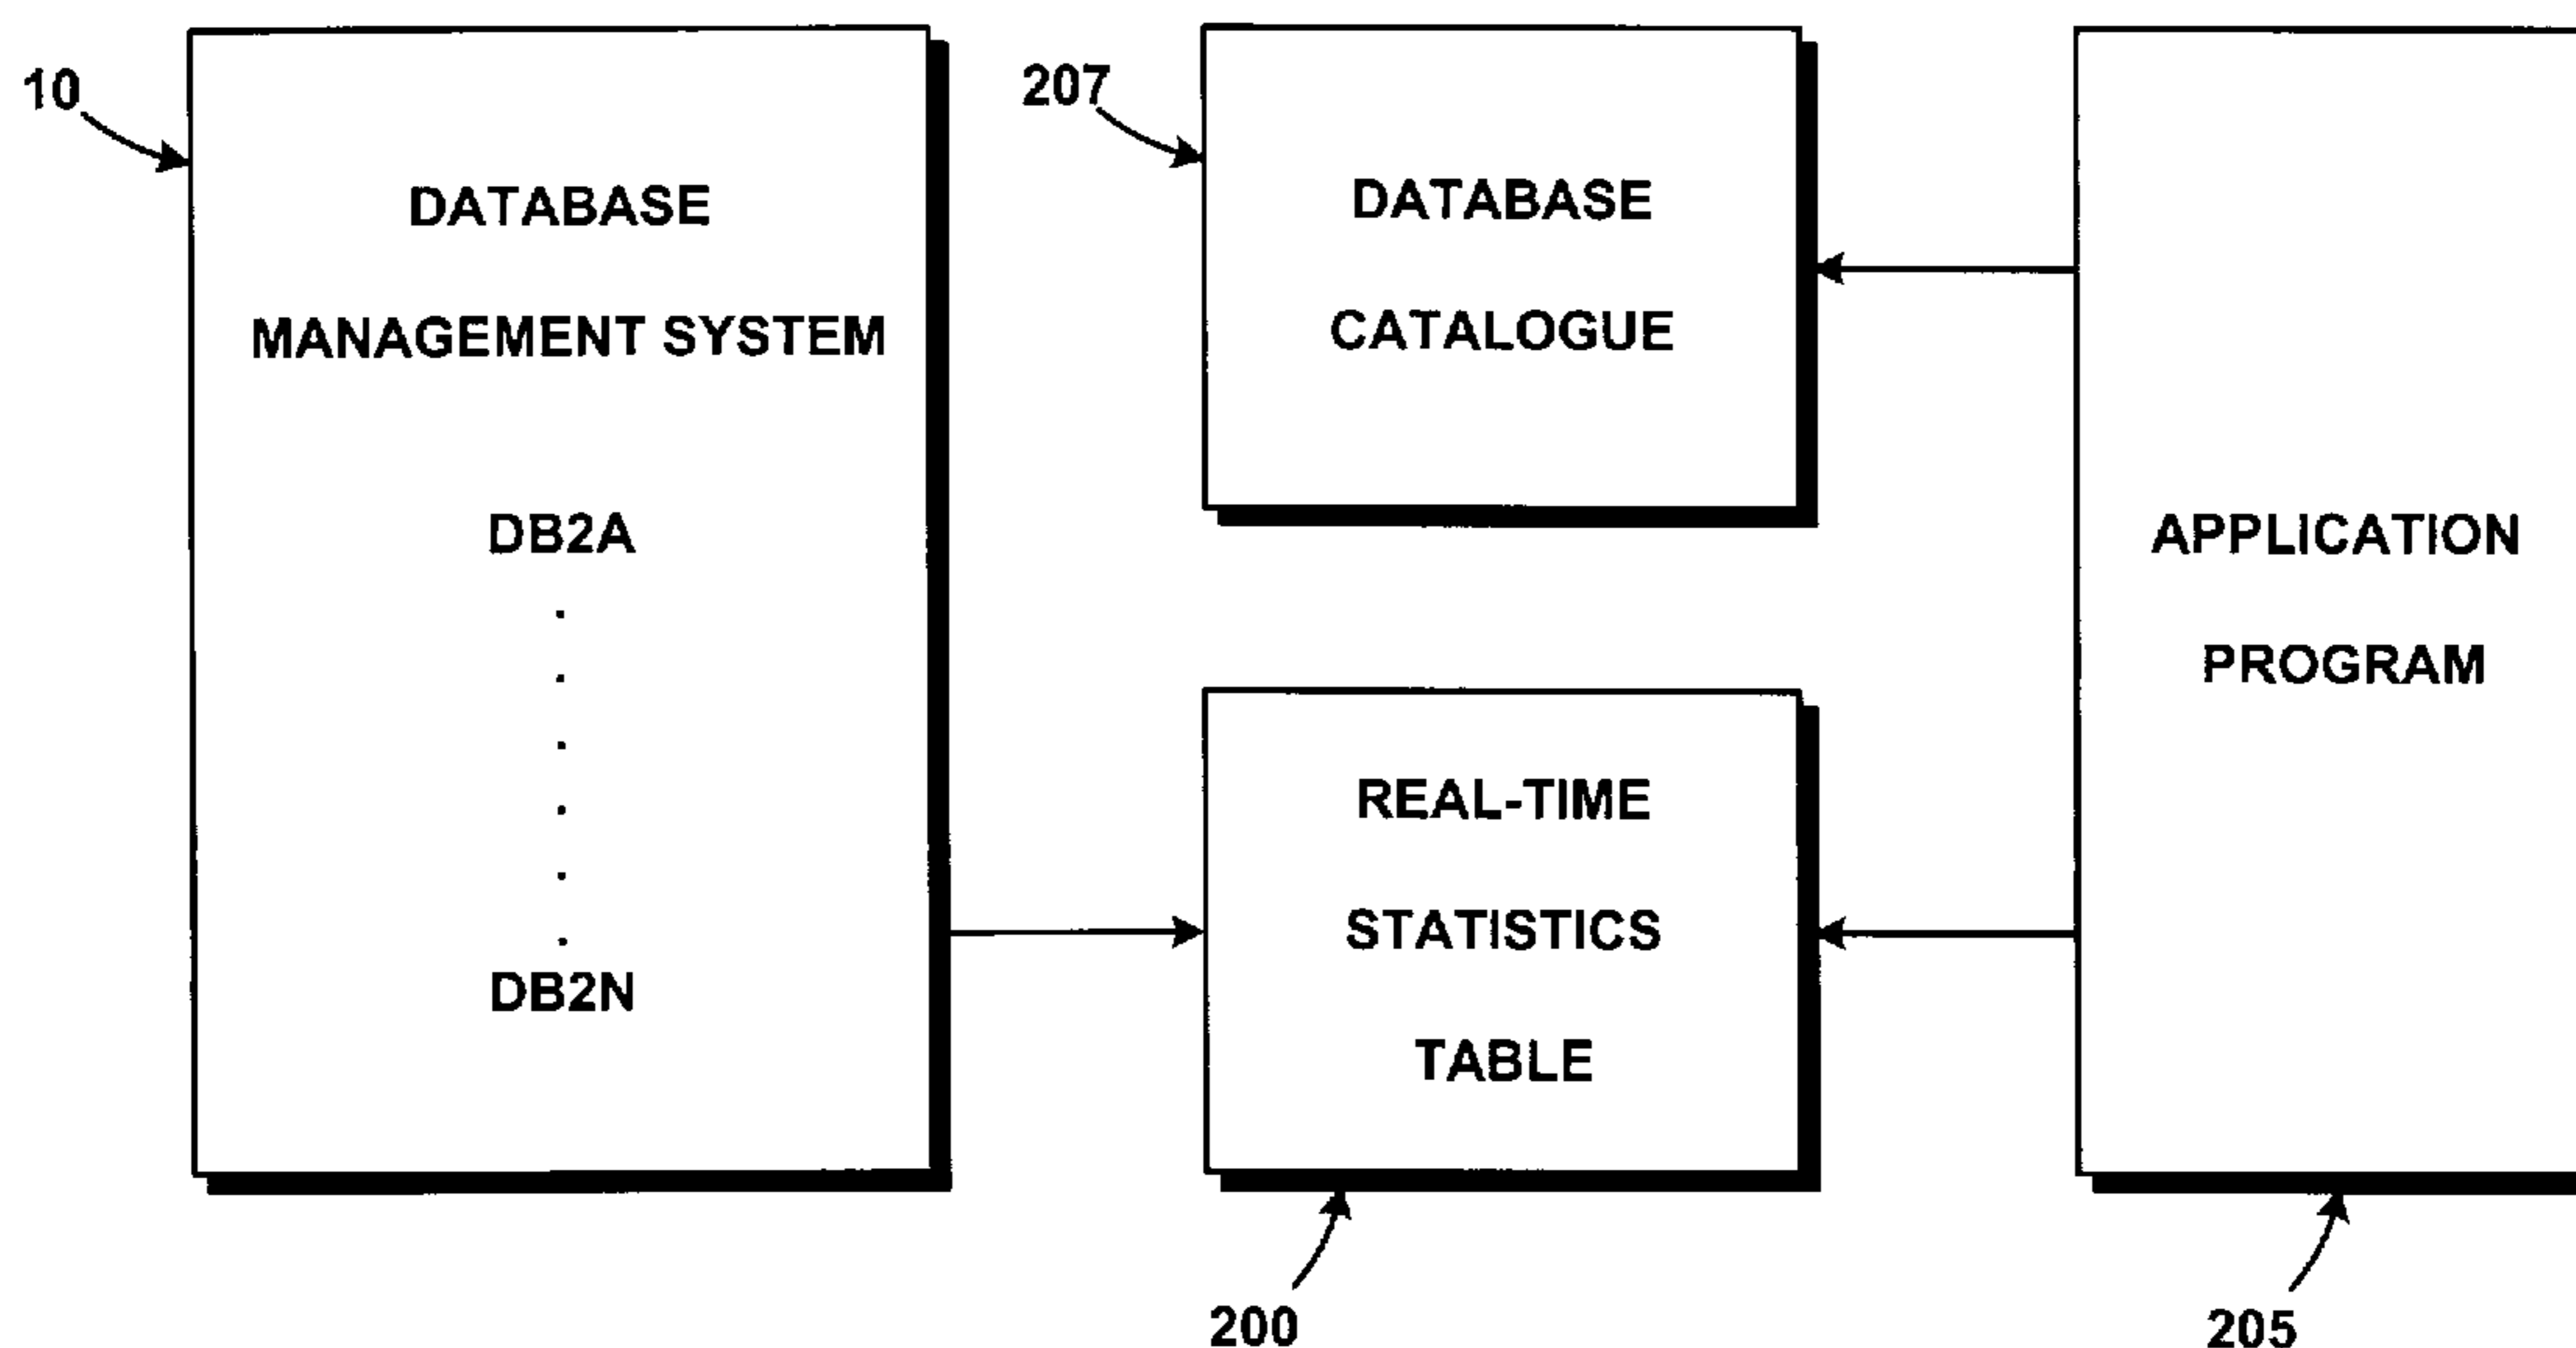 10
DATABASE
MANAGEMENT SYSTEM
DB2A
.
.
.
.
.
.
DB2N
207
DATABASE
CATALOGUE
REAL-TIME
STATISTICS
TABLE
200
APPLICATION
PROGRAM
205